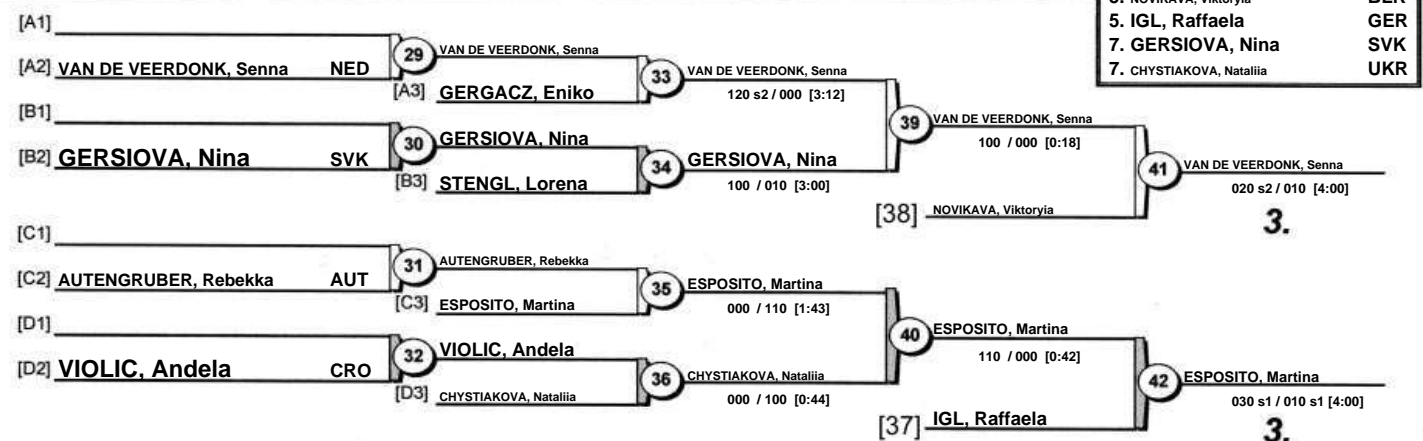 5. NOVIKAVA, Viktoryia BLR
5. IGL, Raffaela GER
7. GERSIOVA, Nina SVK
7. CHYSTIAKOVA, Nataliia UKR
[A1]
[A2] VAN DE VEERDONK, Senna NED
29
VAN DE VEERDONK, Senna
[A3] GERGACZ, Eniko
33
VAN DE VEERDONK, Senna
120 s2 / 000 [3:12]
[B1]
[B2] GERSIOVA, Nina SVK
30
GERSIOVA, Nina
[B3] STENGL, Lorena
34
GERSIOVA, Nina
100 / 010 [3:00]
39
VAN DE VEERDONK, Senna
100 / 000 [0:18]
[38] NOVIKAVA, Viktoryia
41
VAN DE VEERDONK, Senna
020 s2 / 010 [4:00]
3.
[C1]
[C2] AUTENGRUBER, Rebekka AUT
31
AUTENGRUBER, Rebekka
[C3] ESPOSITO, Martina
35
ESPOSITO, Martina
000 / 110 [1:43]
[D1]
[D2] VIOLIC, Andela CRO
32
VIOLIC, Andela
[D3] CHYSTIAKOVA, Nataliia
36
CHYSTIAKOVA, Nataliia
000 / 100 [0:44]
40
ESPOSITO, Martina
110 / 000 [0:42]
[37] IGL, Raffaela
42
ESPOSITO, Martina
030 s1 / 010 s1 [4:00]
3.